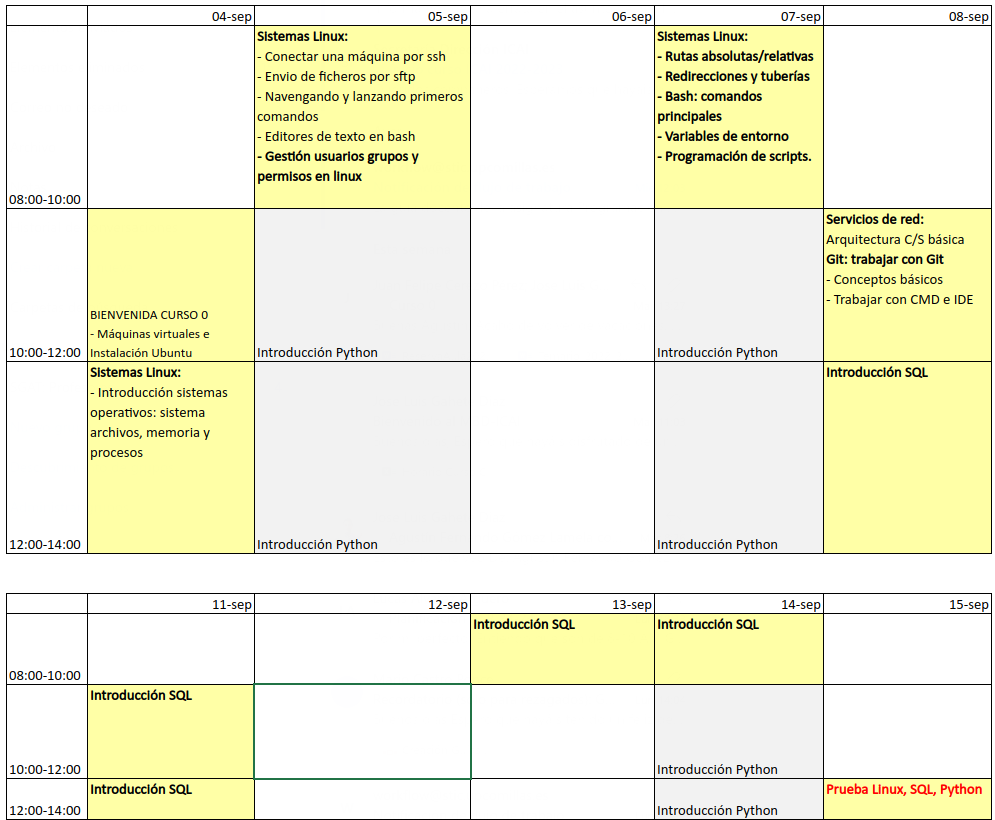 04-sep 05-sep 06-sep 07-sep 08-sep
Sistemas Linux:
- Conectar una máquina por ssh
- Envio de ficheros por sftp
- Navengando y lanzando primeros
comandos
- Editores de texto en bash
- Gestión usuarios grupos y
permisos en linux
Sistemas Linux:
- Rutas absolutas/relativas
- Redirecciones y tuberías
- Bash: comandos
principales
- Variables de entorno
- Programación de scripts.
08:00-10:00
BIENVENIDA CURSO 0
- Máquinas virtuales e
Instalación Ubuntu
Servicios de red:
Arquitectura C/S básica
Git: trabajar con Git
- Conceptos básicos
- Trabajar con CMD e IDE
10:00-12:00
Introducción Python
Introducción Python
Sistemas Linux:
- Introducción sistemas
operativos: sistema
archivos, memoria y
procesos
Introducción SQL
12:00-14:00
Introducción Python
Introducción Python
11-sep 12-sep 13-sep 14-sep 15-sep
Introducción SQL
Introducción SQL
08:00-10:00
Introducción SQL
10:00-12:00
Introducción Python
Introducción SQL
Prueba Linux, SQL, Python
12:00-14:00
Introducción Python